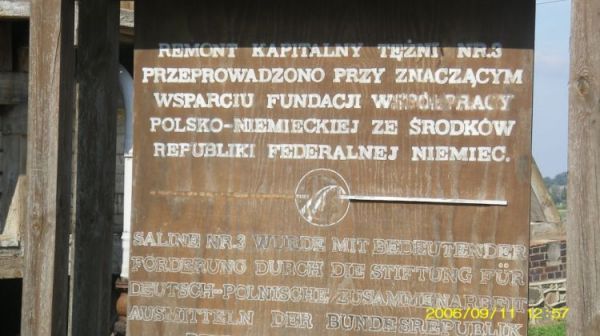 REMONT KAPITALNY TĘŻNI NR.3
PRZEPROWADZONO PRZY ZNACZĄCYM
WSPARCIU FUNDACJI WSPÓŁPRACY
POLSKO-NIEMIECKIEJ ZE ŚRODKÓW
REPUBLIKI FEDERALNEJ NIEMIEC.
SALINE NR.3 WURDE MIT BEDEUTENDER
FÖRDERUNG DURCH DIE STIFTUNG FÜR
DEUTSCH-POLNISCHE ZUSAMMENARBEIT
AUSMITTELN DER BUNDESREPUBLIK
2006/09/11 12:57